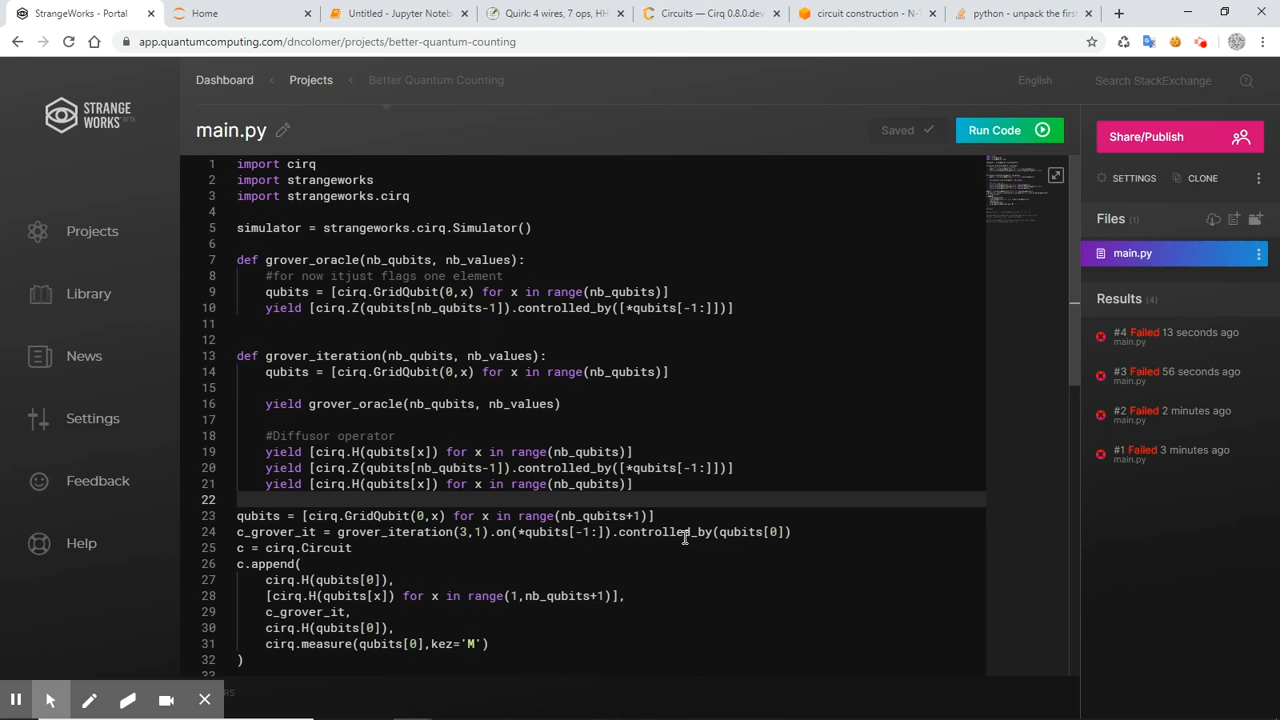 StrangeWorks - Portal
Home
Untitled - Jupyter Noteb
Quirk: 4 wires, 7 ops, HH
Circuits — Cirq 0.8.0.dev
circuit construction - N-T
python - unpack the first
app.quantumcomputing.com/dncolomer/projects/better-quantum-counting
STRANGE
WORKS BETA
Dashboard
Projects
Better Quantum Counting
English
Search StackExchange
main.py
Saved
Run Code
Share/Publish
SETTINGS
CLONE
Files (1)
main.py
Results (4)
#4 Failed 13 seconds ago
main.py
#3 Failed 56 seconds ago
main.py
#2 Failed 2 minutes ago
main.py
#1 Failed 3 minutes ago
main.py
Projects
Library
News
Settings
Feedback
Help
1 import cirq
2 import strangeworks
3 import strangeworks.cirq
4
5 simulator = strangeworks.cirq.Simulator()
6
7 def grover_oracle(nb_qubits, nb_values):
8 #for now itjust flags one element
9 qubits = [cirq.GridQubit(0,x) for x in range(nb_qubits)]
10 yield [cirq.Z(qubits[nb_qubits-1]).controlled_by([*qubits[-1:]])]
11
12
13 def grover_iteration(nb_qubits, nb_values):
14 qubits = [cirq.GridQubit(0,x) for x in range(nb_qubits)]
15
16 yield grover_oracle(nb_qubits, nb_values)
17
18 #Diffusor operator
19 yield [cirq.H(qubits[x]) for x in range(nb_qubits)]
20 yield [cirq.Z(qubits[nb_qubits-1]).controlled_by([*qubits[-1:]])]
21 yield [cirq.H(qubits[x]) for x in range(nb_qubits)]
22
23 qubits = [cirq.GridQubit(0,x) for x in range(nb_qubits+1)]
24 c_grover_it = grover_iteration(3,1).on(*qubits[-1:]).controlled_by(qubits[0])
25 c = cirq.Circuit
26 c.append(
27 cirq.H(qubits[0]),
28 [cirq.H(qubits[x]) for x in range(1,nb_qubits+1)],
29 c_grover_it,
30 cirq.H(qubits[0]),
31 cirq.measure(qubits[0],kez='M')
32 )